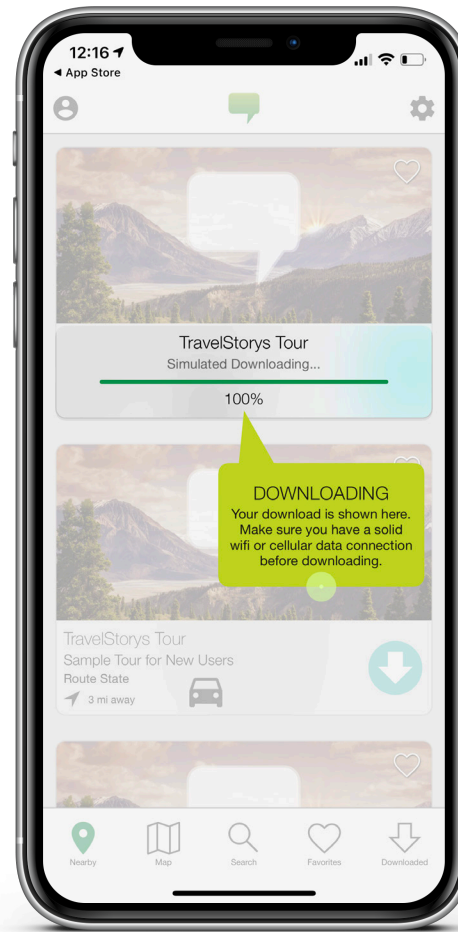 12:16
◀ App Store
TravelStorys Tour
Simulated Downloading...
100%
DOWNLOADING
Your download is shown here.
Make sure you have a solid
wifi or cellular data connection
before downloading.
TravelStorys Tour
Sample Tour for New Users
Route State
3 mi away
Nearby
Map
Search
Favorites
Downloaded